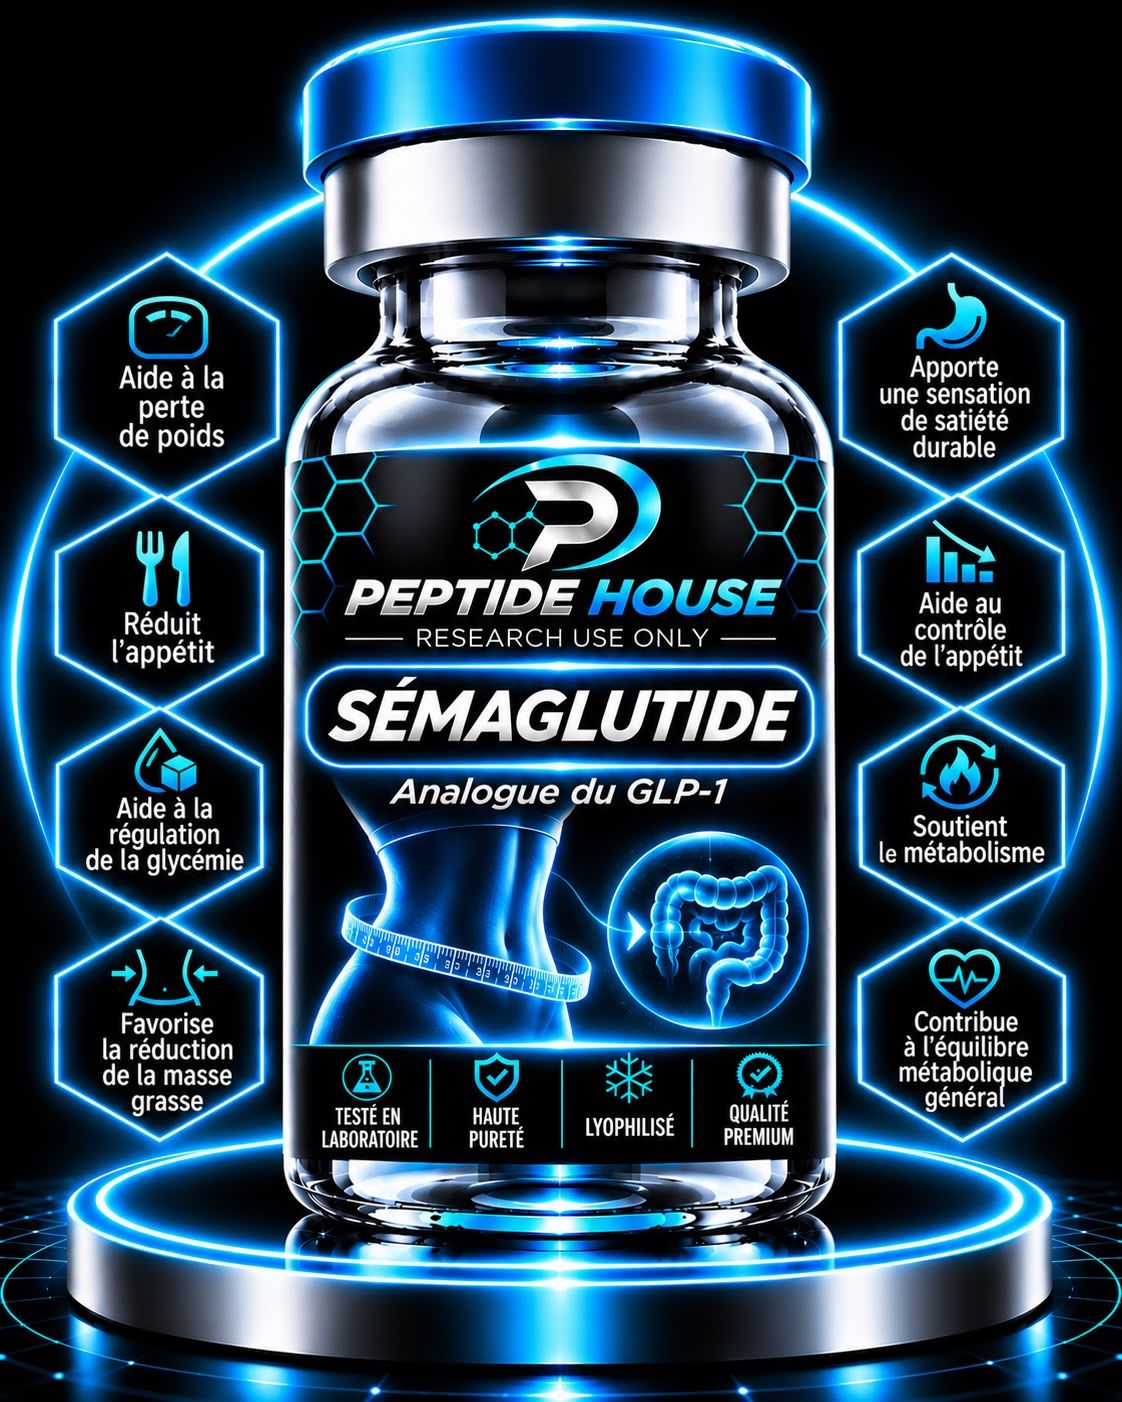 Aide à la
perte
de poids
Réduit
l'appétit
Aide à la
régulation
de la glycémie
Favorise
la réduction
de la masse
grasse
P
PEPTIDE HOUSE
RESEARCH USE ONLY
SÉMAGLUTIDE
Analogue du GLP-1
TESTÉ EN
LABORATOIRE
HAUTE
PURETÉ
LYOPHILISÉ
QUALITÉ
PREMIUM
Apporte
une sensation
de satiété
durable
Aide au
contrôle
de l'appétit
Soutient
le métabolisme
Contribue
à l'équilibre
métabolique
général